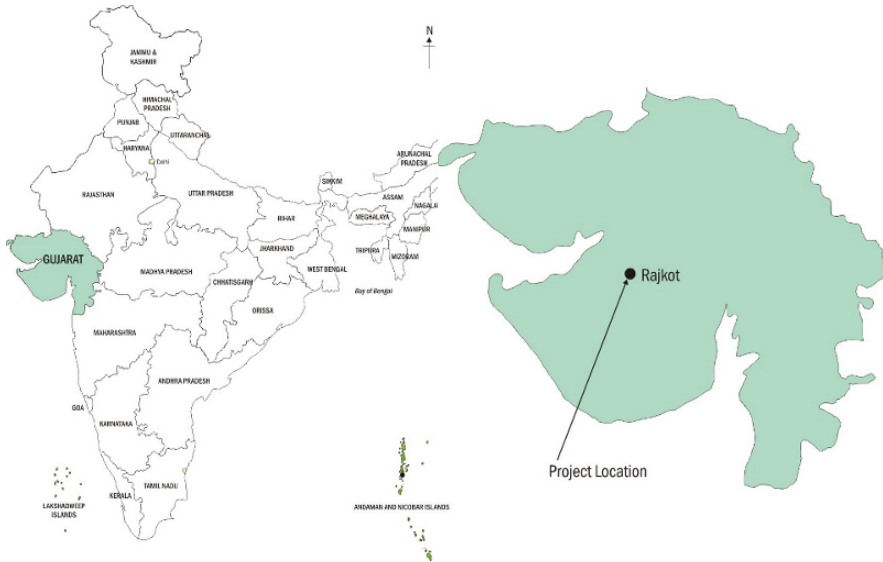 N
JAMMU &
KASHMIR
HIMACHAL
PRADESH
PUNJAB
UTTARANCHAL
HARYANA
Delhi
ARUNACHAL
PRADESH
SIKKIM
RAJASTHAN
UTTAR PRADESH
ASSAM
NAGALAN
BIHAR
MEGHALAYA
MANIPUR
GUJARAT
JHARKHAND
TRIPURA
MIZORAM
MADHYA PRADESH
WEST BENGAL
CHHATISGARH
Bay of Bengal
ORISSA
MAHARASHTRA
ANDHRA PRADESH
GOA
KARNATAKA
TAMIL NADU
KERALA
LAKSHADWEEP
ISLANDS
ANDAMAN AND NICOBAR ISLANDS
Rajkot
Project Location